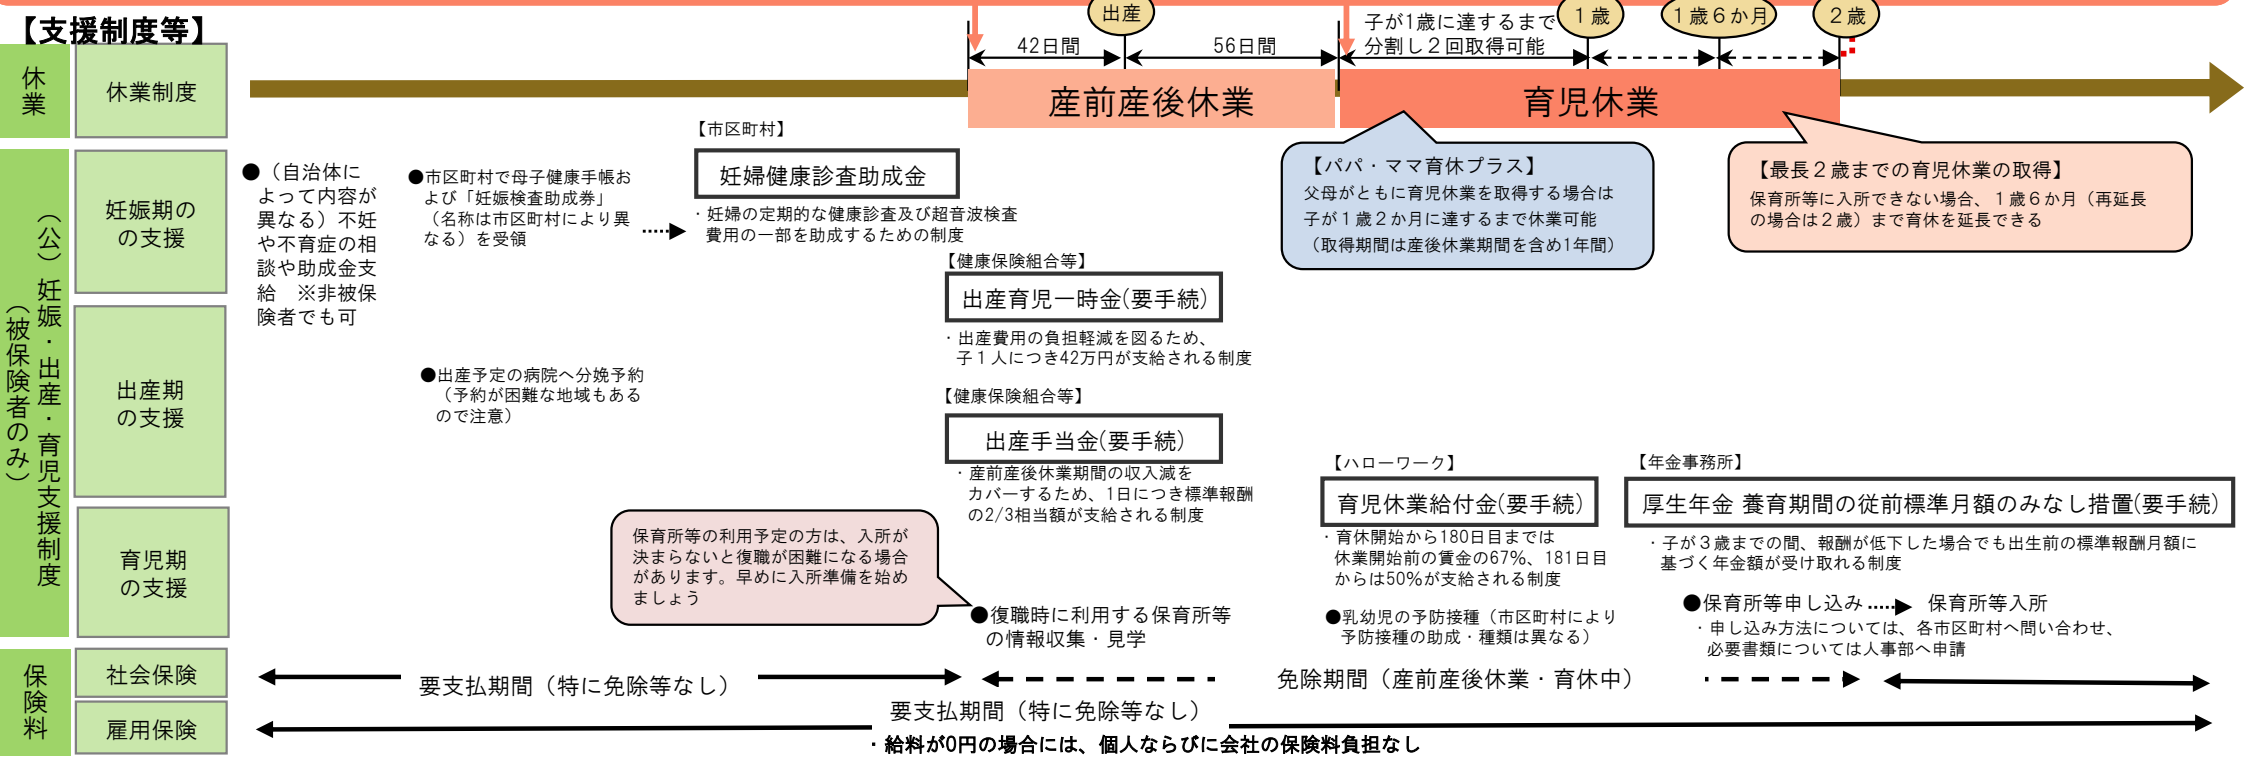 【支援制度等】
出産
1歳
1歳6か月
2歳
42日間
56日間
子が1歳に達するまで
分割し2回取得可能
休業
休業制度
産前産後休業
育児休業
(公)妊娠・出産・育児支援制度
(被保険者のみ)
妊娠期の
の支援
●(自治体に
よって内容が
異なる)不妊
や不育症の相
談や助成金支
給 ※非被保
険者でも可
●市区町村で母子健康手帳お
よび「妊娠検査助成券」
(名称は市区町村により異
なる)を受領
【市区町村】
妊婦健康診査助成金
・妊婦の定期的な健康診査及び超音波検査
費用の一部を助成するための制度
【パパ・ママ育休プラス】
父母がともに育児休業を取得する場合は
子が1歳2か月に達するまで休業可能
(取得期間は産後休業期間を含め1年間)
【最長2歳までの育児休業の取得】
保育所等に入所できない場合、1歳6か月(再延長
の場合は2歳)まで育休を延長できる
出産期
の支援
【健康保険組合等】
出産育児一時金(要手続)
・出産費用の負担軽減を図るため、
子1人につき42万円が支給される制度
●出産予定の病院へ分娩予約
(予約が困難な地域もある
ので注意)
【健康保険組合等】
出産手当金(要手続)
・産前産後休業期間の収入減を
カバーするため、1日につき標準報酬
の2/3相当額が支給される制度
育児期
の支援
保育所等の利用予定の方は、入所が
決まらないと復職が困難になる場合
があります。早めに入所準備を始め
ましょう
●復職時に利用する保育所等
の情報収集・見学
【ハローワーク】
育児休業給付金(要手続)
・育休開始から180日目までは
休業開始前の賃金の67%、181日目
からは50%が支給される制度
●乳幼児の予防接種(市区町村により
予防接種の助成・種類は異なる)
【年金事務所】
厚生年金 養育期間の従前標準月額のみなし措置(要手続)
・子が3歳までの間、報酬が低下した場合でも出生前の標準報酬月額に
基づく年金額が受け取れる制度
●保育所等申し込み 保育所等入所
・申し込み方法については、各市区町村へ問い合わせ、
必要書類については人事部へ申請
保険料
社会保険
要支払期間(特に免除等なし)
免除期間(産前産後休業・育休中)
雇用保険
要支払期間(特に免除等なし)
・給料が0円の場合には、個人ならびに会社の保険料負担なし